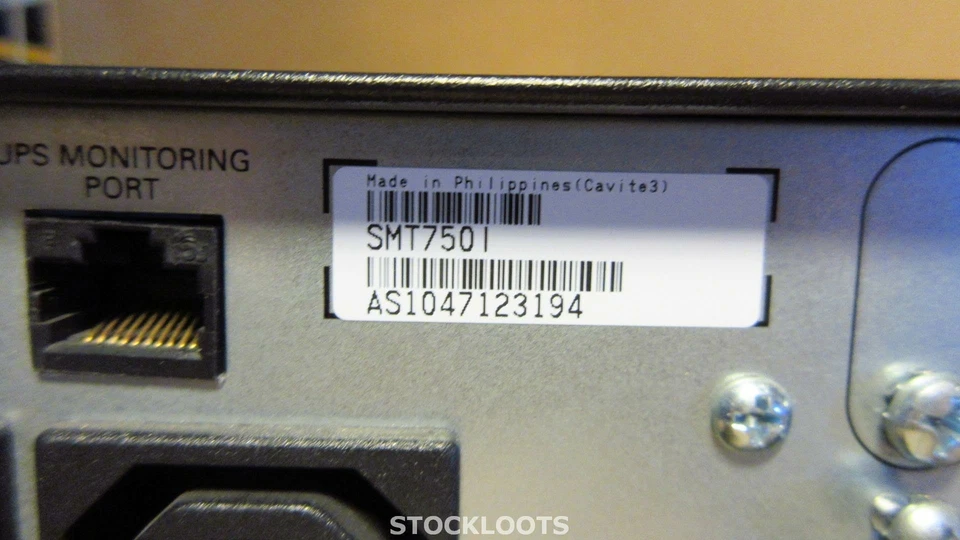 UPS MONITORING
PORT
Made in Philippines(Cavite3)
SMT750I
AS1047123194
STOCKLOOTS